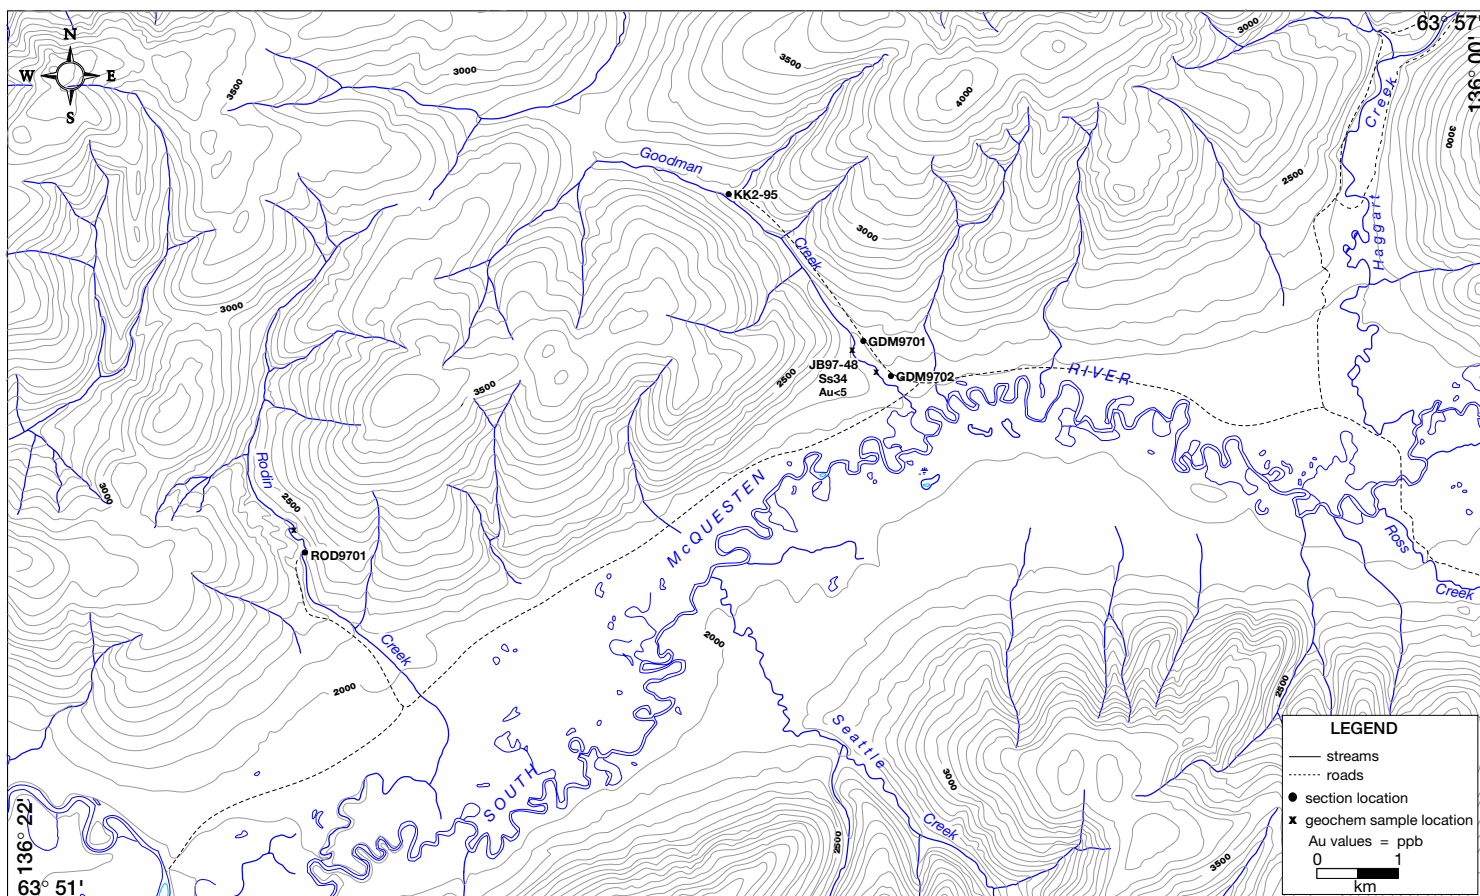 63° 57'
136° 00'
N
W E
S
3000
3500
3000
3500
4000
3000
2500
Creek
Haggart
Goodman
KK2-95
Creek
3000
3000
GDM9701
JB97-48
Ss34
Au<5
GDM9702
2500
RIVER
3500
Rodin
3000
2500
ROD9701
McQUESTEN
Ross
Creek
Creek
2000
2000
2500
Seattle
SOUTH
3000
Creek
2500
3500
136° 22'
63° 51'
LEGEND
streams
roads
section location
x geochem sample location
Au values = ppb
0 1
km